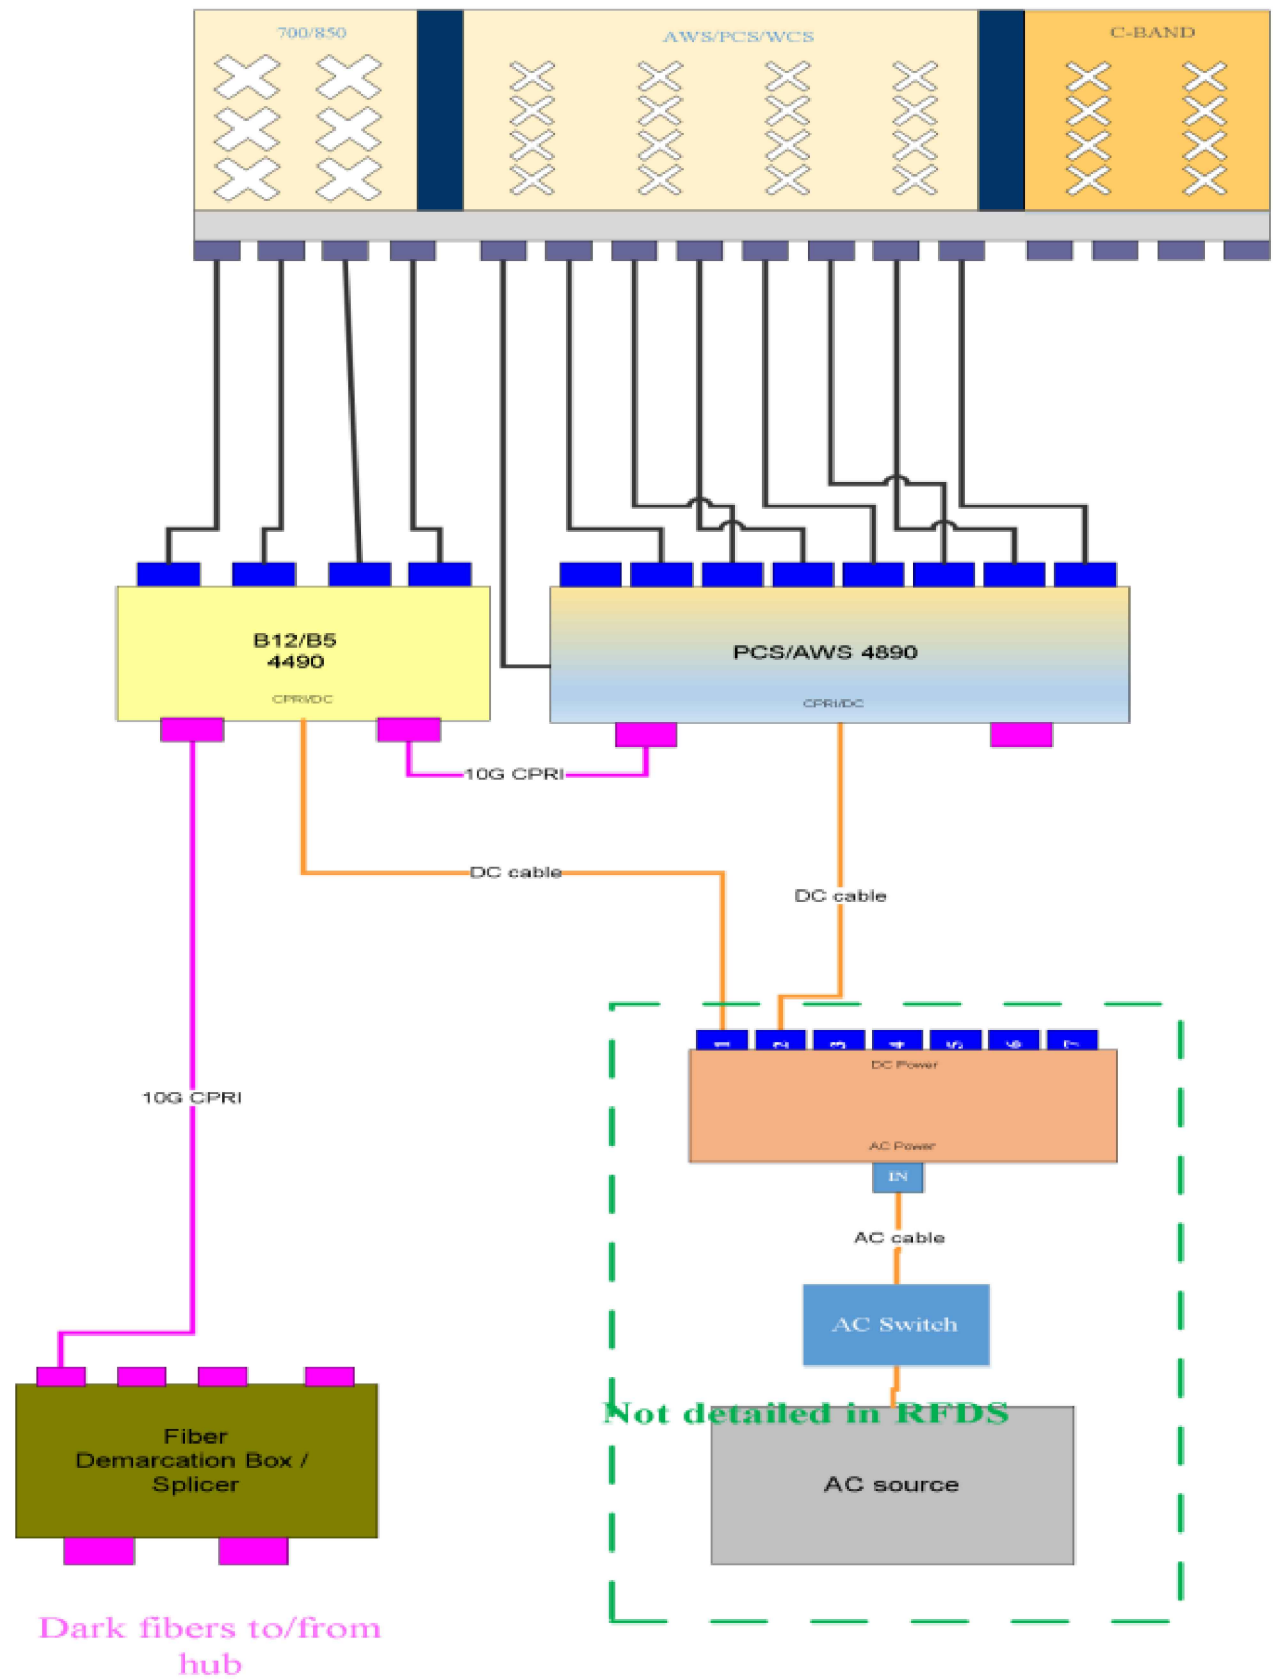 700/850
AWS/PCS/WCS
C-BAND
B12/B5
4490
CPRI/DC
PCS/AWS 4890
CPRI/DC
10G CPRI
DC cable
DC cable
1
2
3
4
5
6
7
DC Power
10G CPRI
AC Power
IN
AC cable
AC Switch
Not detailed in RFDS
Fiber
Demarcation Box /
Splicer
AC source
Dark fibers to/from
hub